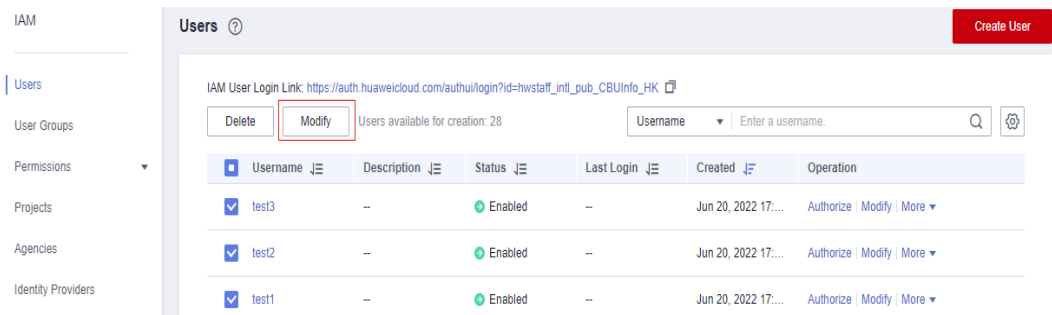 IAM
Users
Create User
Users
User Groups
Permissions
Projects
Agencies
Identity Providers
IAM User Login Link: https://auth.huaweicloud.com/authui/login?id=hwstaff_intl_pub_CBUInfo_HK
Delete Modify Users available for creation: 28 Username Enter a username.
Username Description Status Last Login Created Operation
test3 -- Enabled -- Jun 20, 2022 17:... Authorize Modify More
test2 -- Enabled -- Jun 20, 2022 17:... Authorize Modify More
test1 -- Enabled -- Jun 20, 2022 17:... Authorize Modify More